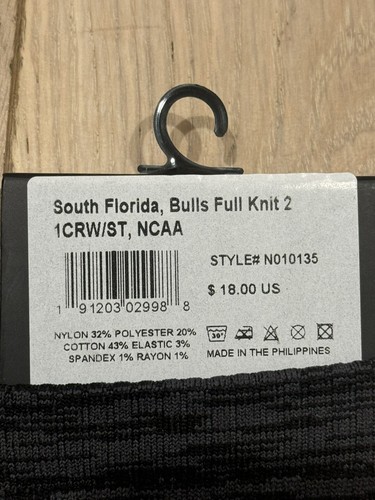 South Florida, Bulls Full Knit 2
1CRW/ST, NCAA
STYLE# N010135
$ 18.00 US
1 91203 02998 8
NYLON 32% POLYESTER 20%
COTTON 43% ELASTIC 3%
SPANDEX 1% RAYON 1%
30°
MADE IN THE PHILIPPINES